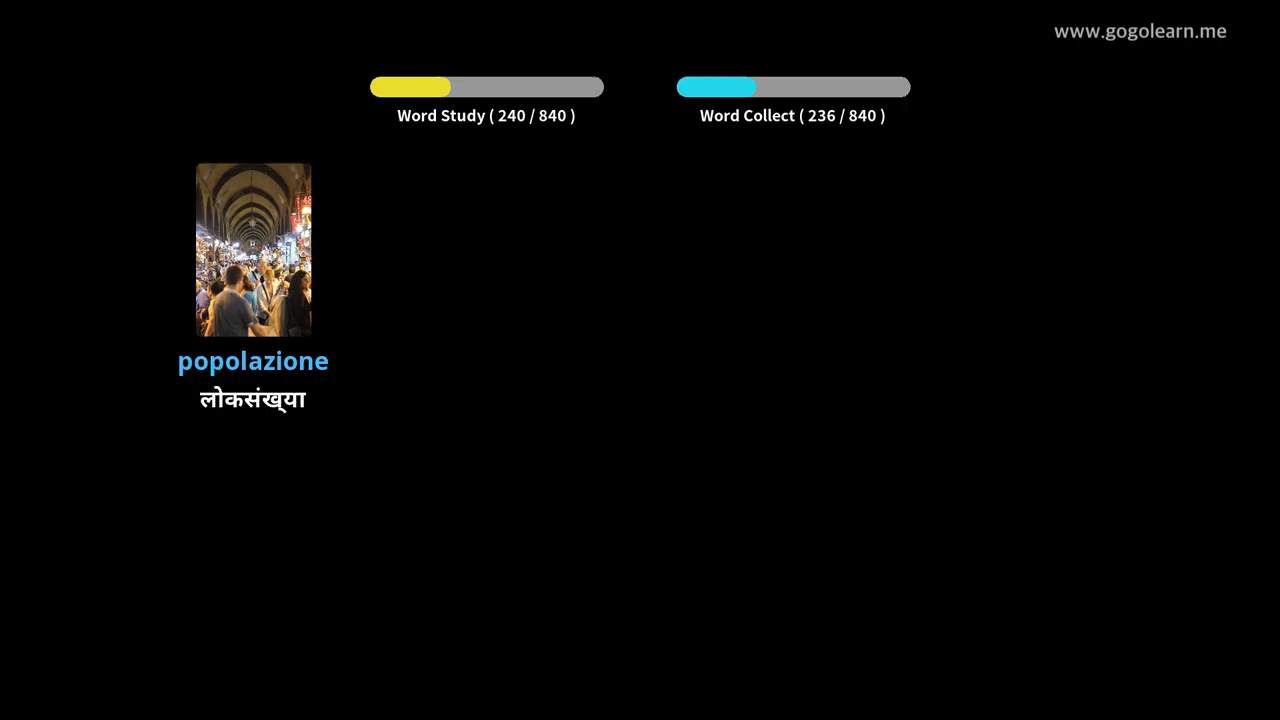 www.gogolearn.me
Word Study ( 240 / 840 )
Word Collect ( 236 / 840 )
popolazione
लोकसंख्या